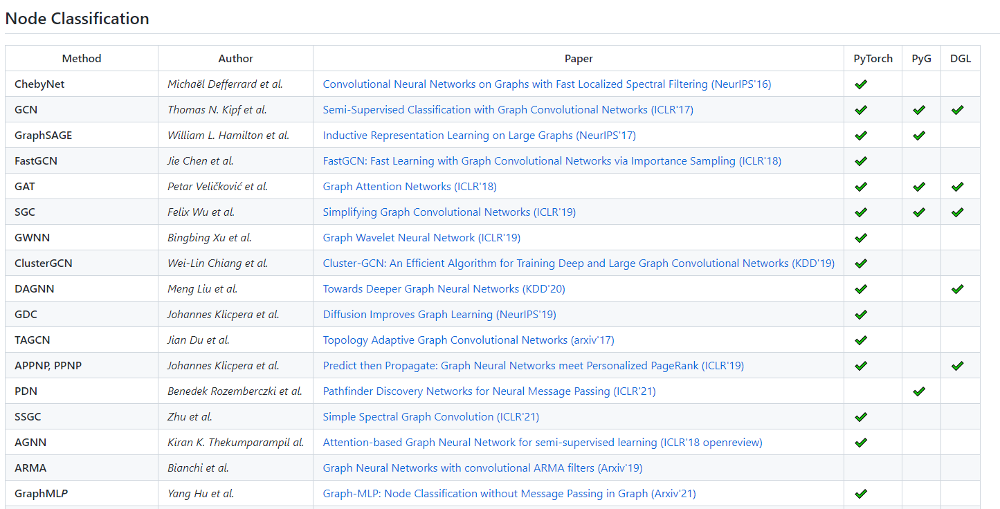 Node Classification
Method Author Paper PyTorch PyG DGL
ChebyNet Michaël Defferrard et al. Convolutional Neural Networks on Graphs with Fast Localized Spectral Filtering (NeurIPS'16)
GCN Thomas N. Kipf et al. Semi-Supervised Classification with Graph Convolutional Networks (ICLR'17)
GraphSAGE William L. Hamilton et al. Inductive Representation Learning on Large Graphs (NeurIPS'17)
FastGCN Jie Chen et al. FastGCN: Fast Learning with Graph Convolutional Networks via Importance Sampling (ICLR'18)
GAT Petar Veličković et al. Graph Attention Networks (ICLR'18)
SGC Felix Wu et al. Simplifying Graph Convolutional Networks (ICLR'19)
GWNN Bingbing Xu et al. Graph Wavelet Neural Network (ICLR'19)
ClusterGCN Wei-Lin Chiang et al. Cluster-GCN: An Efficient Algorithm for Training Deep and Large Graph Convolutional Networks (KDD'19)
DAGNN Meng Liu et al. Towards Deeper Graph Neural Networks (KDD'20)
GDC Johannes Klicpera et al. Diffusion Improves Graph Learning (NeurIPS'19)
TAGCN Jian Du et al. Topology Adaptive Graph Convolutional Networks (arxiv'17)
APPNP, PPNP Johannes Klicpera et al. Predict then Propagate: Graph Neural Networks meet Personalized PageRank (ICLR'19)
PDN Benedek Rozemberczki et al. Pathfinder Discovery Networks for Neural Message Passing (ICLR'21)
SSGC Zhu et al. Simple Spectral Graph Convolution (ICLR'21)
AGNN Kiran K. Thekumparampil al. Attention-based Graph Neural Network for semi-supervised learning (ICLR'18 openreview)
ARMA Bianchi et al. Graph Neural Networks with convolutional ARMA filters (Arxiv'19)
GraphMLP Yang Hu et al. Graph-MLP: Node Classification without Message Passing in Graph (Arxiv'21)